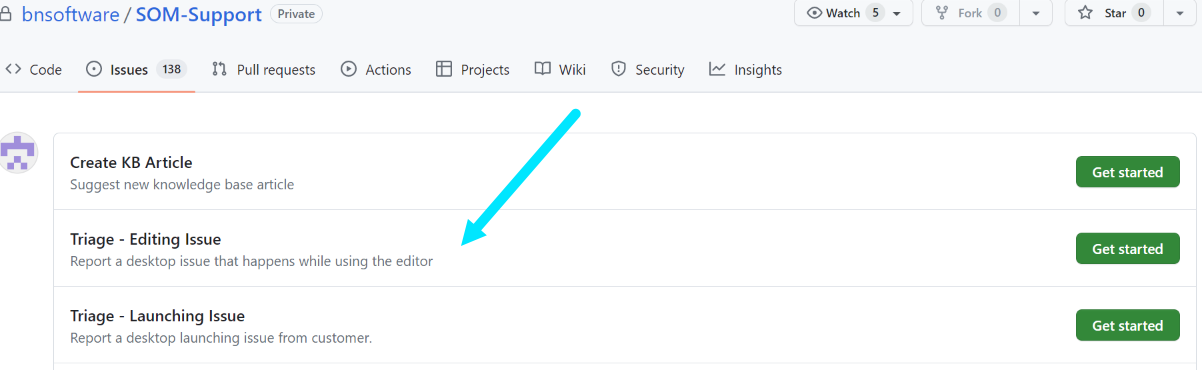 bnsoftware / SOM-Support Private Watch 5 Fork 0 Star 0
Code Issues 138 Pull requests Actions Projects Wiki Security Insights
Create KB Article
Suggest new knowledge base article
Get started
Triage - Editing Issue
Report a desktop issue that happens while using the editor
Get started
Triage - Launching Issue
Report a desktop launching issue from customer.
Get started